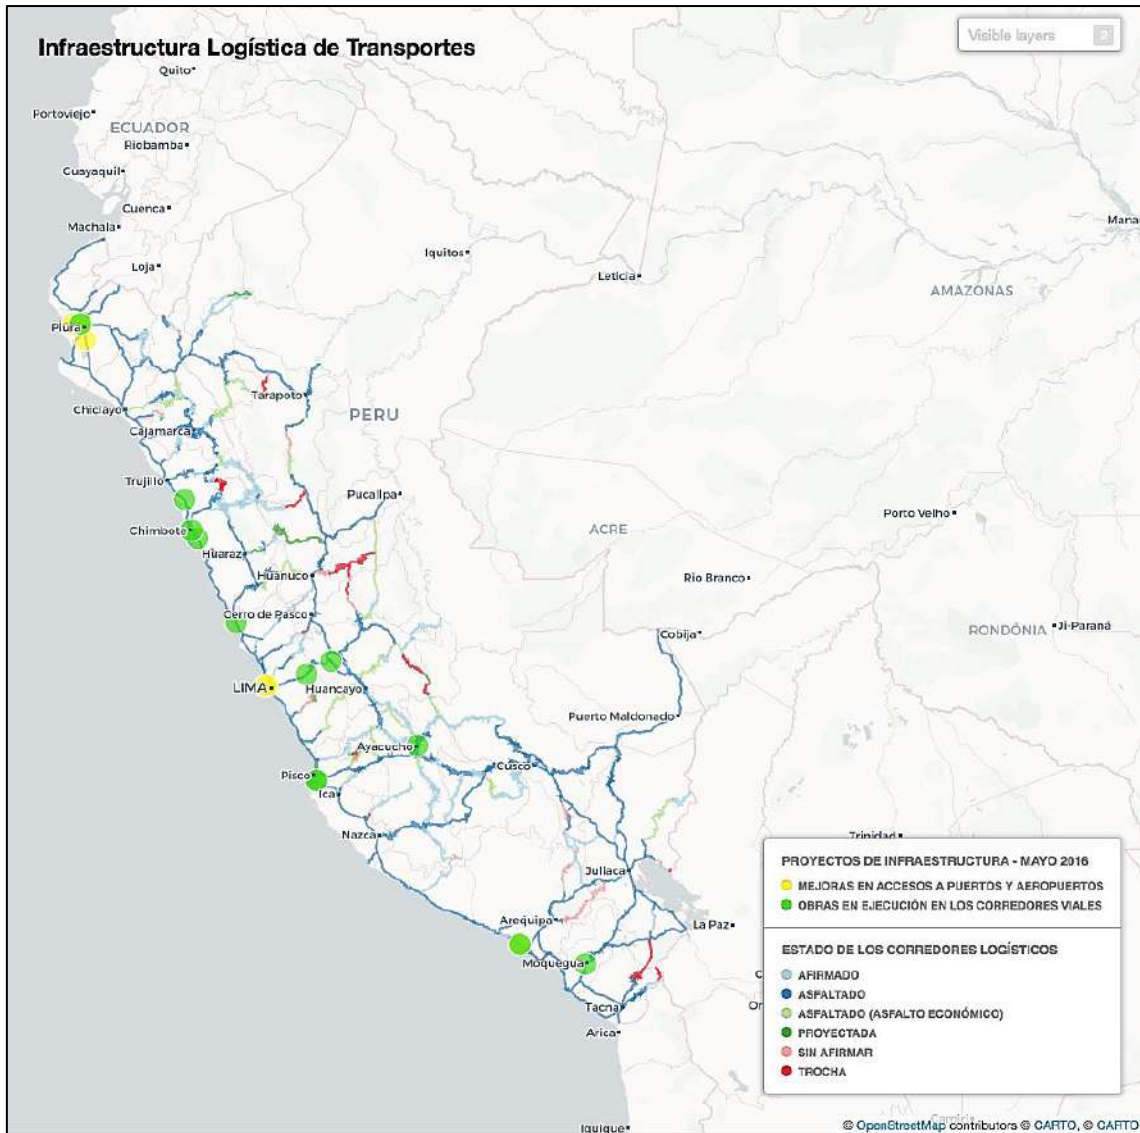 Infraestructura Logística de Transportes
Visible layers 2
Quito
Portoviejo
ECUADOR
Riobamba
Guayaquil
Cuenca
Machala
Loja
Iquitos
Leticia
AMAZONAS
Piura
Tarapoto
Chiclayo
PERU
Cajamarca
Trujillo
Pucallpa
Chimbote
ACRE
Porto Velho
Huaraz
Huanuco
Rio Branco
Cerro de Pasco
Cobija
RONDÔNIA
Ji-Paraná
LIMA
Huancayo
Puerto Maldonado
Ayacucho
Cusco
Pisco
Ica
Nazca
Trinidad
Juliaca
Arequipa
La Paz
Moquegua
Tacna
Arica
Iquique
PROYECTOS DE INFRAESTRUCTURA - MAYO 2016
MEJORAS EN ACCESOS A PUERTOS Y AEROPUERTOS
OBRAS EN EJECUCIÓN EN LOS CORREDORES VIALES
ESTADO DE LOS CORREDORES LOGÍSTICOS
AFIRMADO
ASFALTADO
ASFALTADO (ASFALTO ECONÓMICO)
PROYECTADA
SIN AFIRMAR
TROCHA
© OpenStreetMap contributors © CARTO, © CARTO